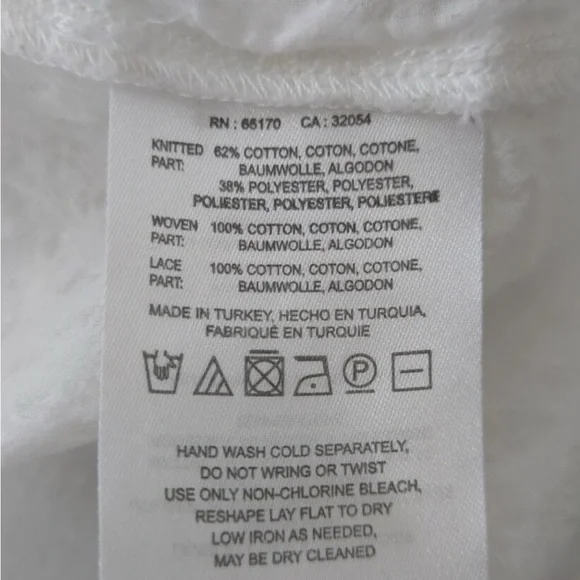 RN : 66170 CA : 32054
KNITTED 62% COTTON, COTON, COTONE,
PART: BAUMWOLLE, ALGODON
38% POLYESTER, POLYESTER,
POLIESTER, POLYESTER, POLIESTERE
WOVEN 100% COTTON, COTON, COTONE,
PART: BAUMWOLLE, ALGODON
LACE 100% COTTON, COTON, COTONE,
PART: BAUMWOLLE, ALGODON
MADE IN TURKEY, HECHO EN TURQUIA,
FABRIQUÉ EN TURQUIE
P
HAND WASH COLD SEPARATELY,
DO NOT WRING OR TWIST
USE ONLY NON-CHLORINE BLEACH,
RESHAPE LAY FLAT TO DRY
LOW IRON AS NEEDED,
MAY BE DRY CLEANED